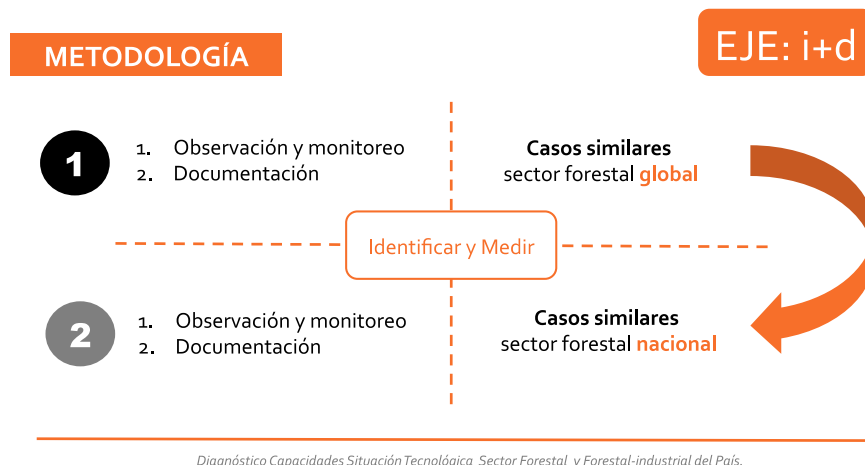 METODOLOGÍA
EJE: i+d
1
1. Observación y monitoreo
2. Documentación
Casos similares
sector forestal global
Identificar y Medir
2
1. Observación y monitoreo
2. Documentación
Casos similares
sector forestal nacional
Diagnóstico Capacidades Situación Tecnológica Sector Forestal y Forestal-industrial del País.